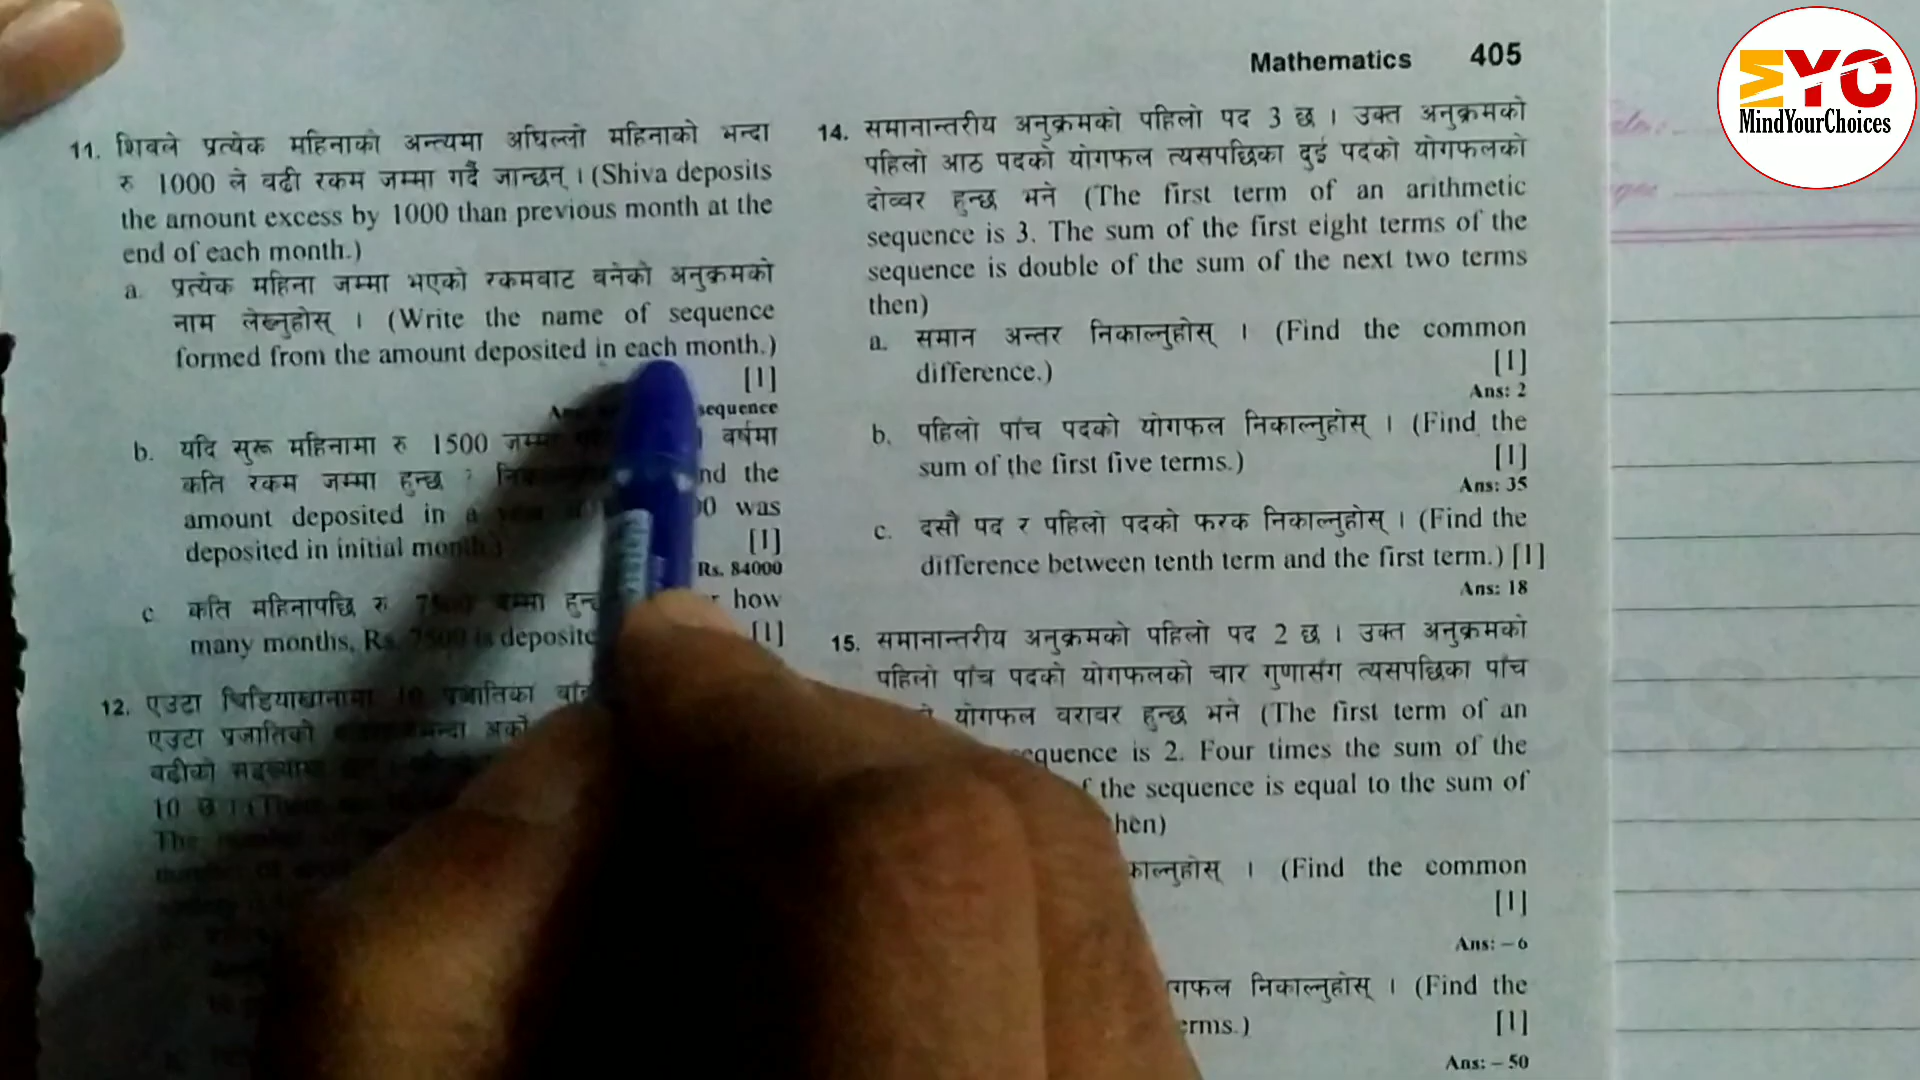 Mathematics 405
MYC
MindYourChoices
11. शिवले प्रत्येक महिनाको अन्त्यमा अघिल्लो महिनाको भन्दा
रु 1000 ले बढी रकम जम्मा गर्दै जान्छन् । (Shiva deposits
the amount excess by 1000 than previous month at the
end of each month.)
a. प्रत्येक महिना जम्मा भएको रकमबाट बनेको अनुक्रमको
नाम लेख्नुहोस् । (Write the name of sequence
formed from the amount deposited in each month.)
[1]
sequence
b. यदि सुरू महिनामा रु 1500 जम्मा वर्षमा
कति रकम जम्मा हुन्छ ? nd the
amount deposited in a 0 was
deposited in initial month.)
[1]
Rs. 84000
c कति महिनापछि रु 7500 जम्मा how
many months, Rs. 7500 is deposite [1]
12. एउटा चिडियाखानामा 10 प्रजातिका
एउटा प्रजातिको
10 छ ।
14. समानान्तरीय अनुक्रमको पहिलो पद 3 छ । उक्त अनुक्रमको
पहिलो आठ पदको योगफल त्यसपछिका दुई पदको योगफलको
दोब्बर हुन्छ भने (The first term of an arithmetic
sequence is 3. The sum of the first eight terms of the
sequence is double of the sum of the next two terms
then)
a. समान अन्तर निकाल्नुहोस् । (Find the common
difference.) [1]
Ans: 2
b. पहिलो पाँच पदको योगफल निकाल्नुहोस् । (Find the
sum of the first five terms.) [1]
Ans: 35
c. दसौं पद र पहिलो पदको फरक निकाल्नुहोस् । (Find the
difference between tenth term and the first term.) [1]
Ans: 18
15. समानान्तरीय अनुक्रमको पहिलो पद 2 छ । उक्त अनुक्रमको
पहिलो पाँच पदको योगफलको चार गुणासँग त्यसपछिका पाँच
योगफल बराबर हुन्छ भने (The first term of an
equence is 2. Four times the sum of the
f the sequence is equal to the sum of
hen)
काल्नुहोस् । (Find the common
[1]
Ans: – 6
गफल निकाल्नुहोस् । (Find the
erms.) [1]
Ans: – 50